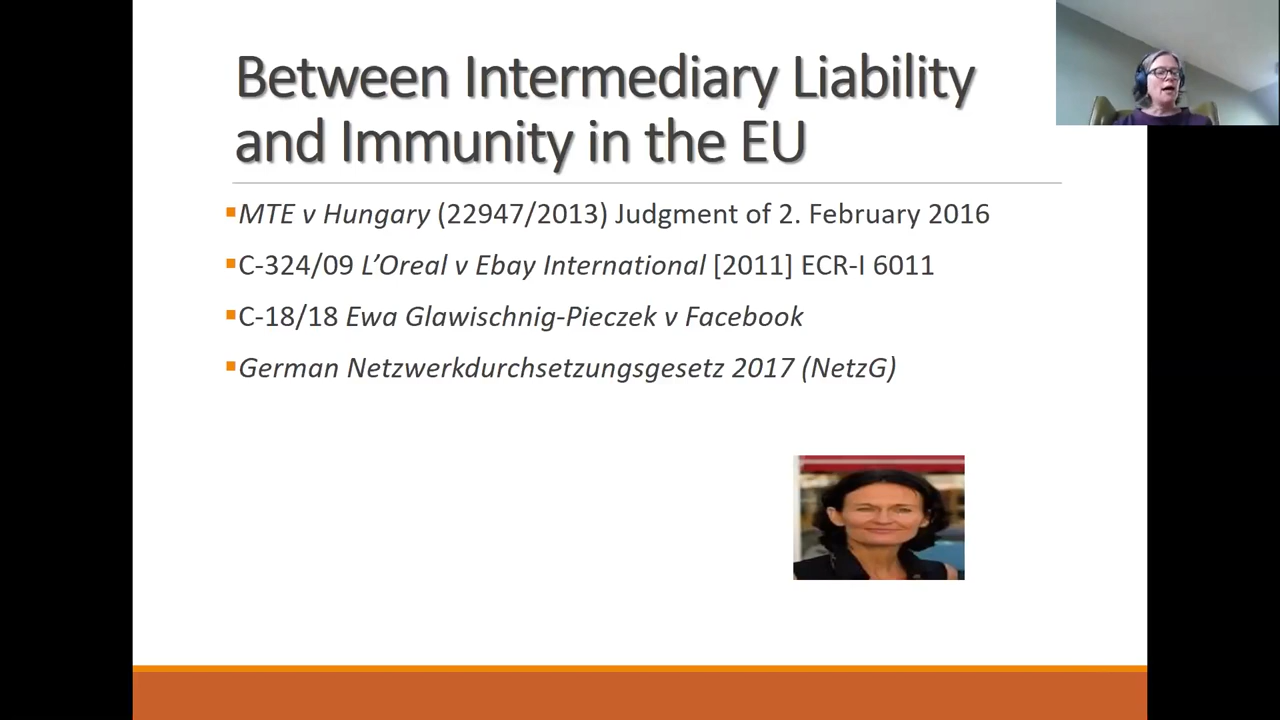 Between Intermediary Liability
and Immunity in the EU
▪MTE v Hungary (22947/2013) Judgment of 2. February 2016
▪C-324/09 L’Oreal v Ebay International [2011] ECR-I 6011
▪C-18/18 Ewa Glawischnig-Pieczek v Facebook
▪German Netzwerkdurchsetzungsgesetz 2017 (NetzG)